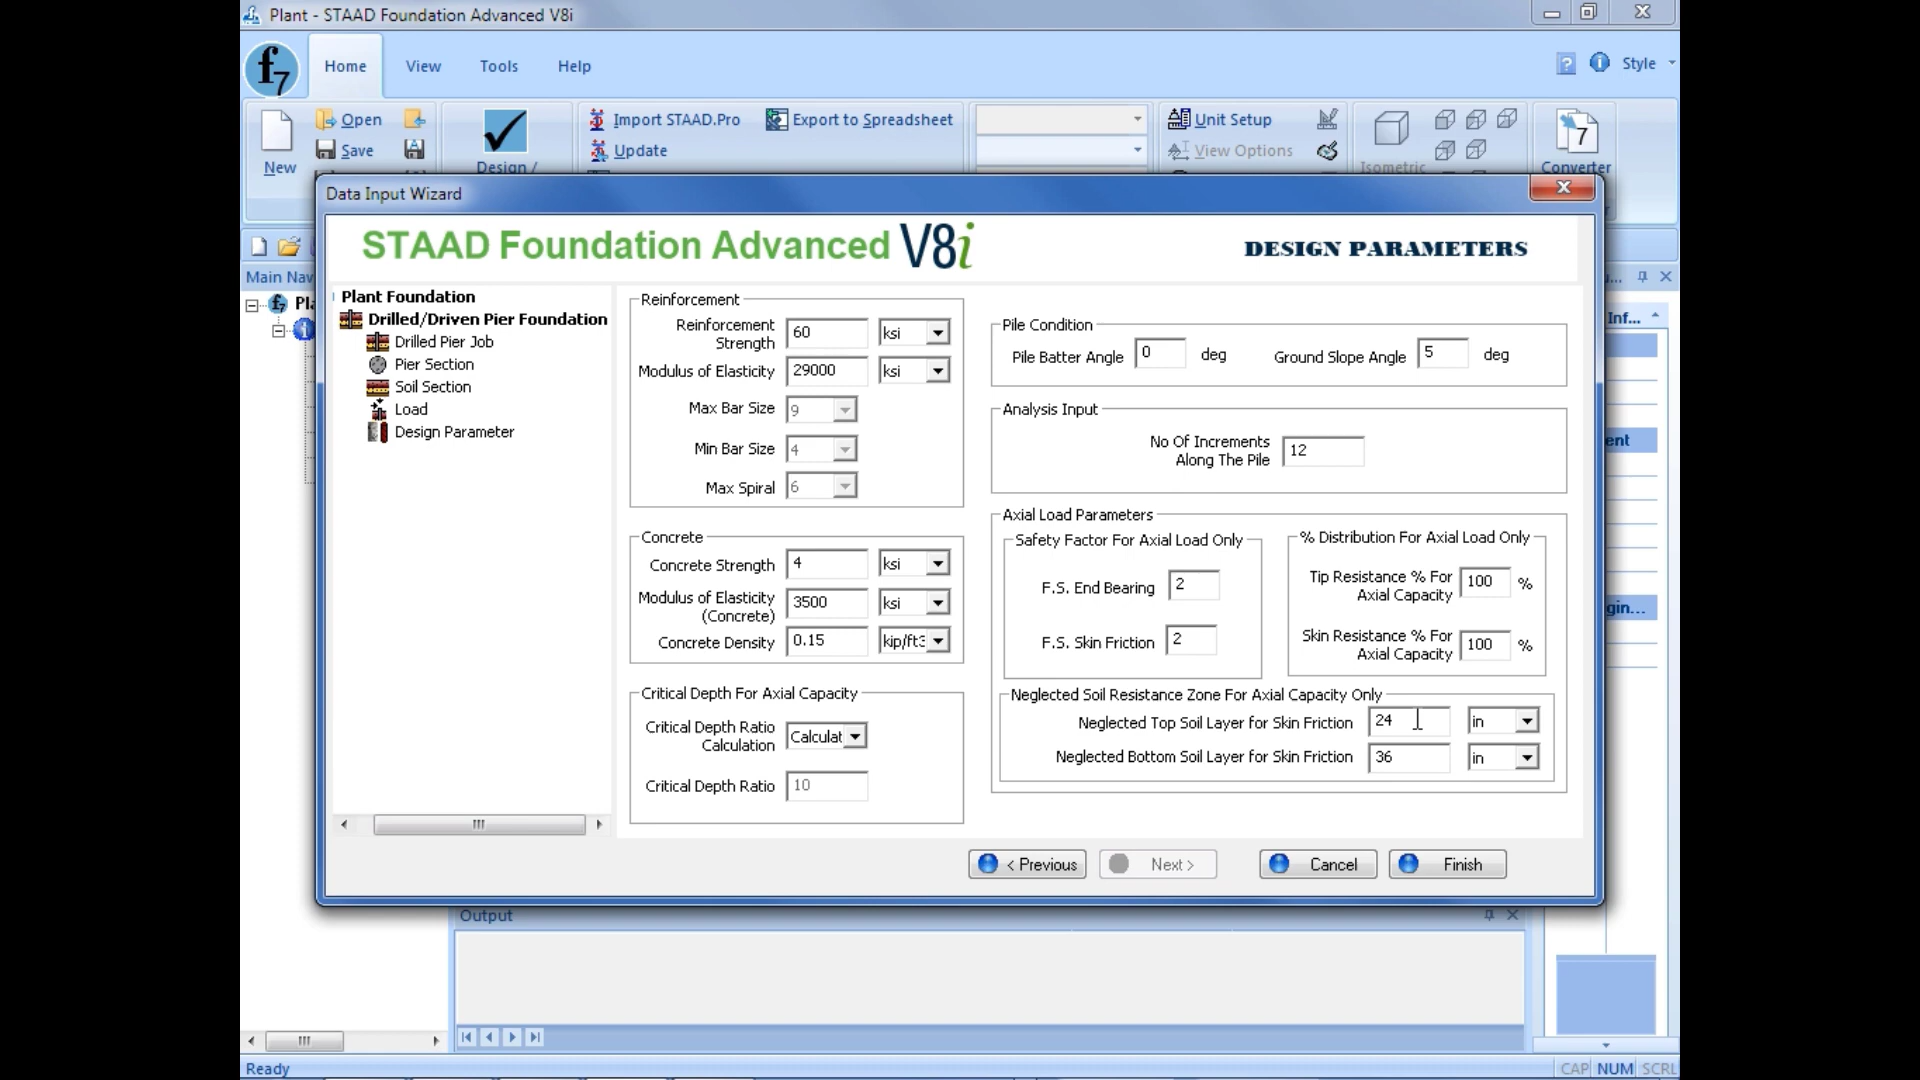 Plant - STAAD Foundation Advanced V8i
f7
Home View Tools Help
Style
New
Open
Save
Design /
Import STAAD.Pro
Update
Export to Spreadsheet
Unit Setup
View Options
Isometric
7
Converter
Data Input Wizard
STAAD Foundation Advanced V8i
DESIGN PARAMETERS
Main Nav
Plant Foundation
Drilled/Driven Pier Foundation
Drilled Pier Job
Pier Section
Soil Section
Load
Design Parameter
Reinforcement
Reinforcement Strength 60 ksi
Modulus of Elasticity 29000 ksi
Max Bar Size 9
Min Bar Size 4
Max Spiral 6
Concrete
Concrete Strength 4 ksi
Modulus of Elasticity (Concrete) 3500 ksi
Concrete Density 0.15 kip/ft3
Critical Depth For Axial Capacity
Critical Depth Ratio Calculation Calculat
Critical Depth Ratio 10
Pile Condition
Pile Batter Angle 0 deg Ground Slope Angle 5 deg
Analysis Input
No Of Increments Along The Pile 12
Axial Load Parameters
Safety Factor For Axial Load Only
F.S. End Bearing 2
F.S. Skin Friction 2
% Distribution For Axial Load Only
Tip Resistance % For Axial Capacity 100 %
Skin Resistance % For Axial Capacity 100 %
Neglected Soil Resistance Zone For Axial Capacity Only
Neglected Top Soil Layer for Skin Friction 24 in
Neglected Bottom Soil Layer for Skin Friction 36 in
< Previous Next > Cancel Finish
Inf...
ent
gin...
Output
Ready
CAP NUM SCRL